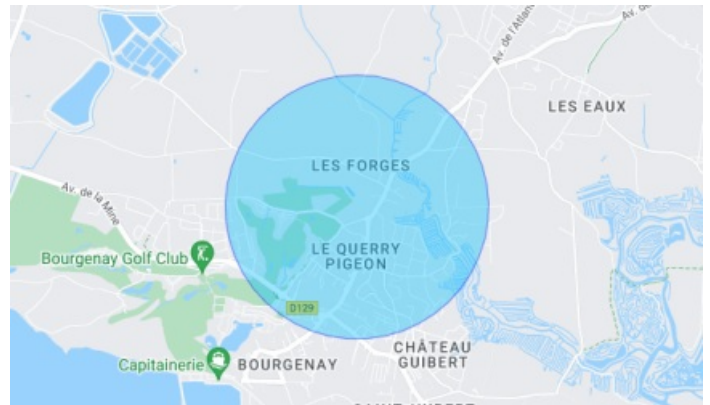 Av. de l'Atlan
Av. de
LES EAUX
LES FORGES
Av. de la Mine
LE QUERRY
PIGEON
Bourgenay Golf Club
D129
CHÂTEAU
GUIBERT
Capitainerie
BOURGENAY